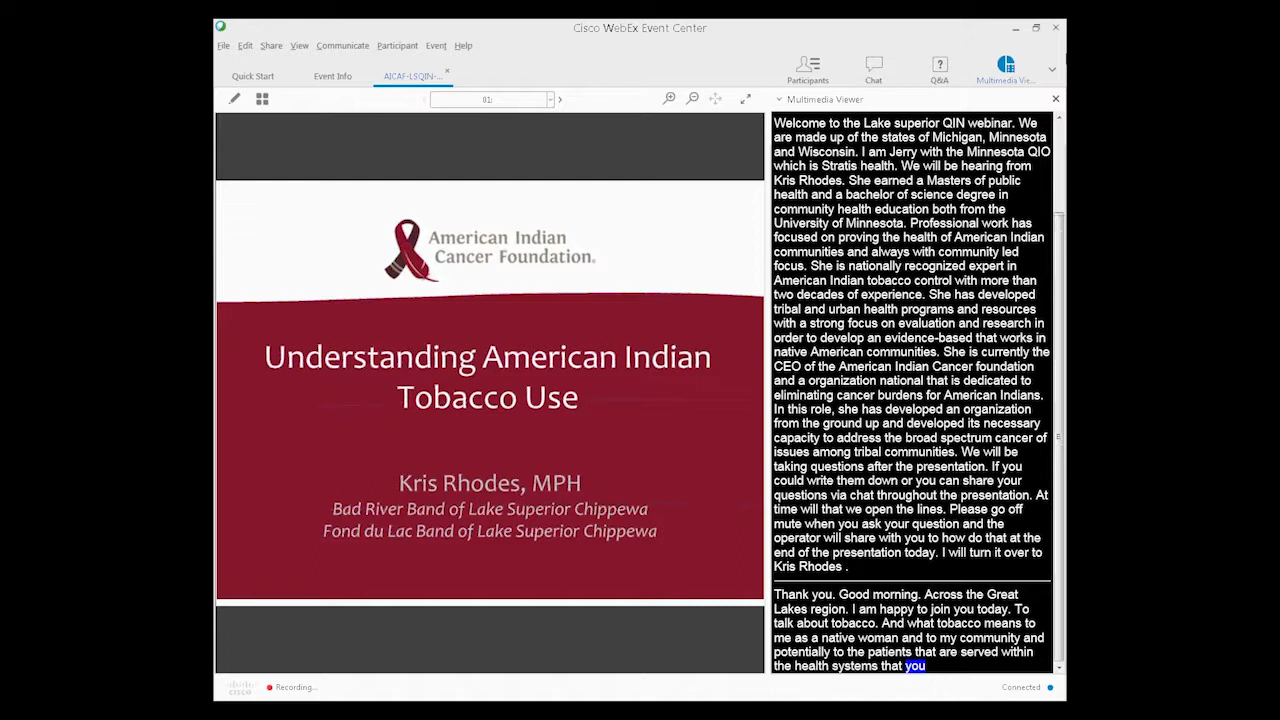 Cisco WebEx Event Center
File Edit Share View Communicate Participant Event Help
Quick Start Event Info AICAF-LSQIN-...
Participants Chat Q&A Multimedia Vie...
Multimedia Viewer
American Indian
Cancer Foundation.
Understanding American Indian
Tobacco Use
Kris Rhodes, MPH
Bad River Band of Lake Superior Chippewa
Fond du Lac Band of Lake Superior Chippewa
Welcome to the Lake superior QIN webinar. We
are made up of the states of Michigan, Minnesota
and Wisconsin. I am Jerry with the Minnesota QIO
which is Stratis health. We will be hearing from
Kris Rhodes. She earned a Masters of public
health and a bachelor of science degree in
community health education both from the
University of Minnesota. Professional work has
focused on proving the health of American Indian
communities and always with community led
focus. She is nationally recognized expert in
American Indian tobacco control with more than
two decades of experience. She has developed
tribal and urban health programs and resources
with a strong focus on evaluation and research in
order to develop an evidence-based that works in
native American communities. She is currently the
CEO of the American Indian Cancer foundation
and a organization national that is dedicated to
eliminating cancer burdens for American Indians.
In this role, she has developed an organization
from the ground up and developed its necessary
capacity to address the broad spectrum cancer of
issues among tribal communities. We will be
taking questions after the presentation. If you
could write them down or you can share your
questions via chat throughout the presentation. At
time will that we open the lines. Please go off
mute when you ask your question and the
operator will share with you to how do that at the
end of the presentation today. I will turn it over to
Kris Rhodes .
Thank you. Good morning. Across the Great
Lakes region. I am happy to join you today. To
talk about tobacco. And what tobacco means to
me as a native woman and to my community and
potentially to the patients that are served within
the health systems that you
cisco Recording... Connected